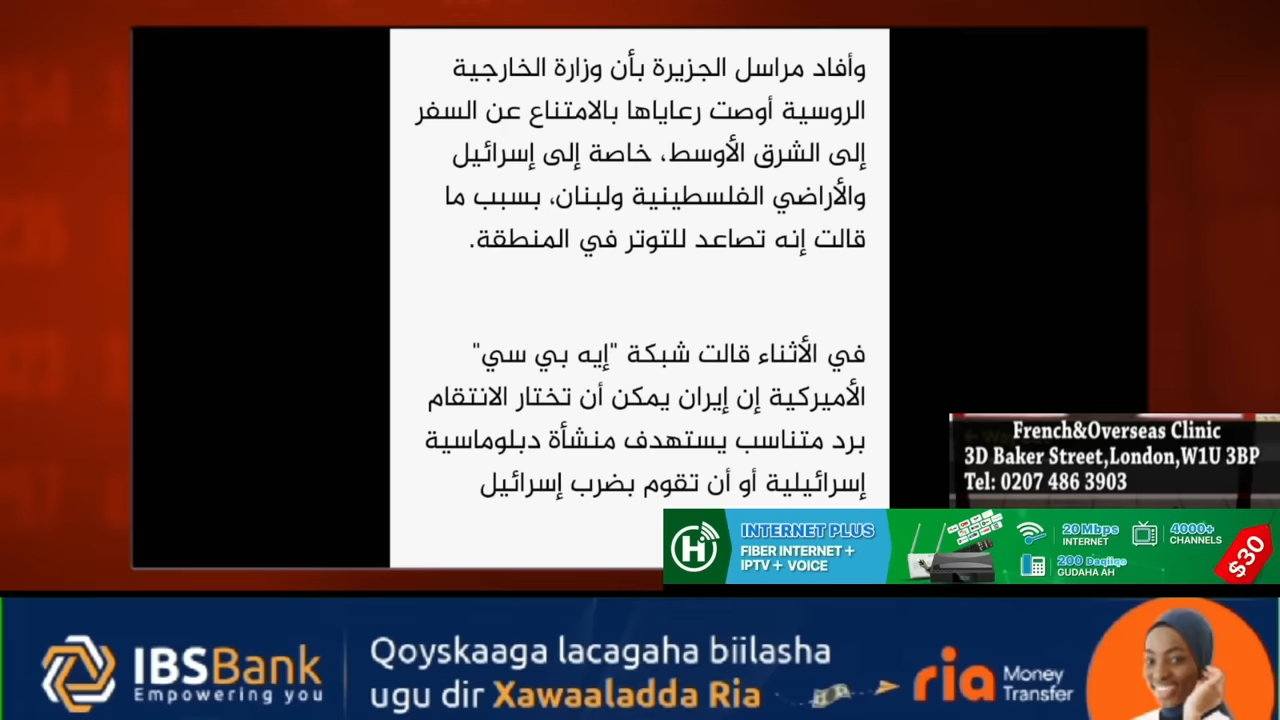 وأفاد مراسل الجزيرة بأن وزارة الخارجية
الروسية أوصت رعاياها بالامتناع عن السفر
إلى الشرق الأوسط، خاصة إلى إسرائيل
والأراضي الفلسطينية ولبنان، بسبب ما
قالت إنه تصاعد للتوتر في المنطقة.
في الأثناء قالت شبكة "إيه بي سي"
الأميركية إن إيران يمكن أن تختار الانتقام
برد متناسب يستهدف منشأة دبلوماسية
إسرائيلية أو أن تقوم بضرب إسرائيل
French&Overseas Clinic
3D Baker Street,London,W1U 3BP
Tel: 0207 486 3903
H
INTERNET PLUS
FIBER INTERNET +
IPTV + VOICE
20 Mbps
INTERNET
4000+
CHANNELS
200 Daqiiqo
GUDAHA AH
$30
IBSBank
Empowering you
Qoyskaaga lacagaha biilasha
ugu dir Xawaaladda Ria
ria Money
Transfer